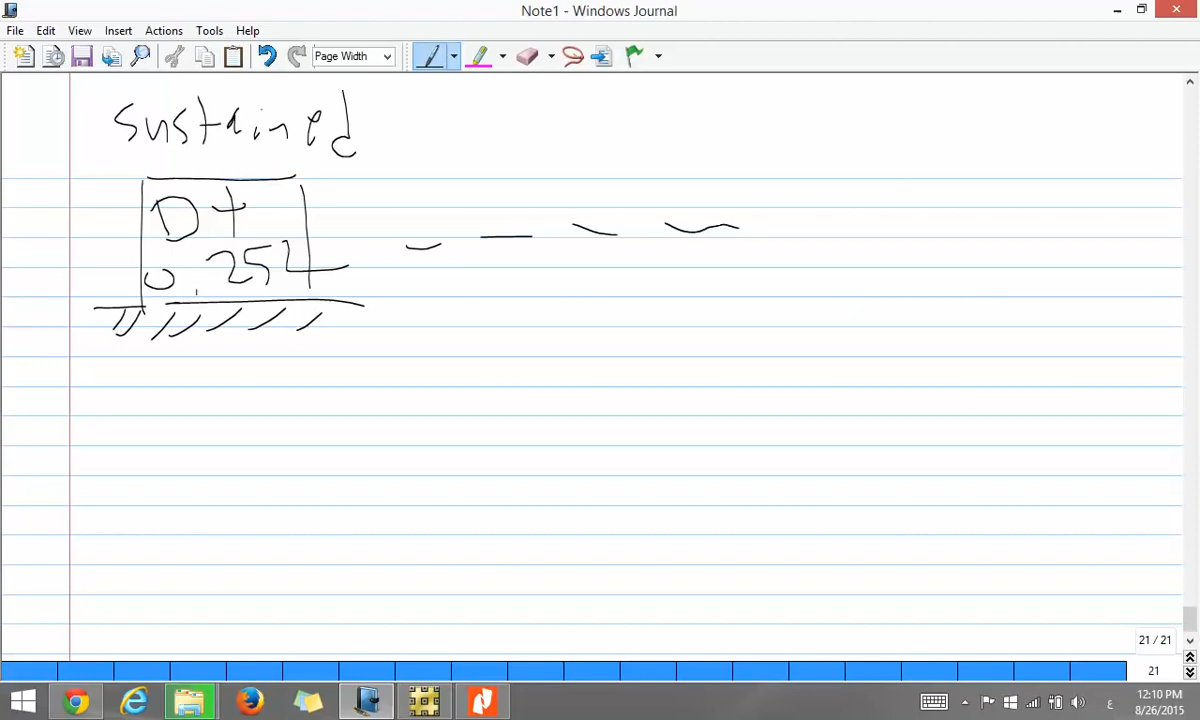 Note1 - Windows Journal
File Edit View Insert Actions Tools Help
Page Width
sustained
D +
0.25L
21 / 21
21
12:10 PM
ع
8/26/2015